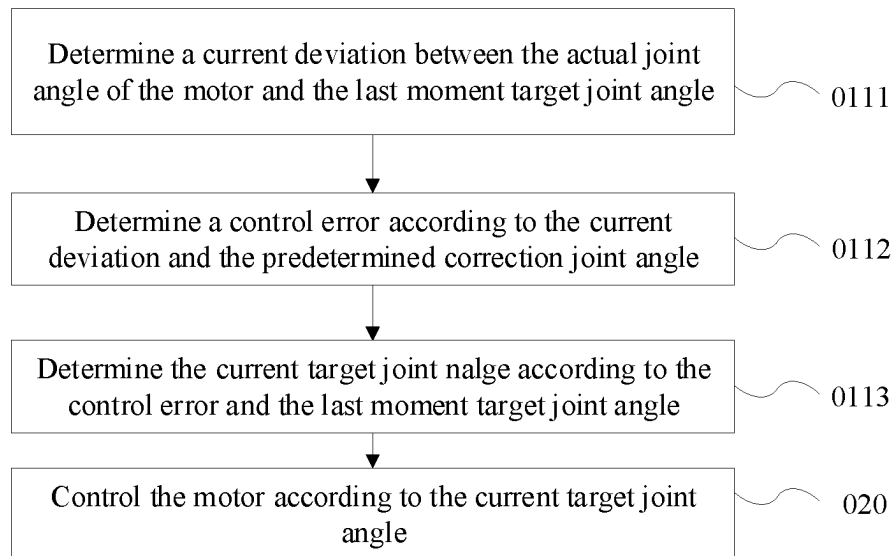 Determine a current deviation between the actual joint
angle of the motor and the last moment target joint angle
0111
Determine a control error according to the current
deviation and the predetermined correction joint angle
0112
Determine the current target joint nalge according to the
control error and the last moment target joint angle
0113
Control the motor according to the current target joint
angle
020